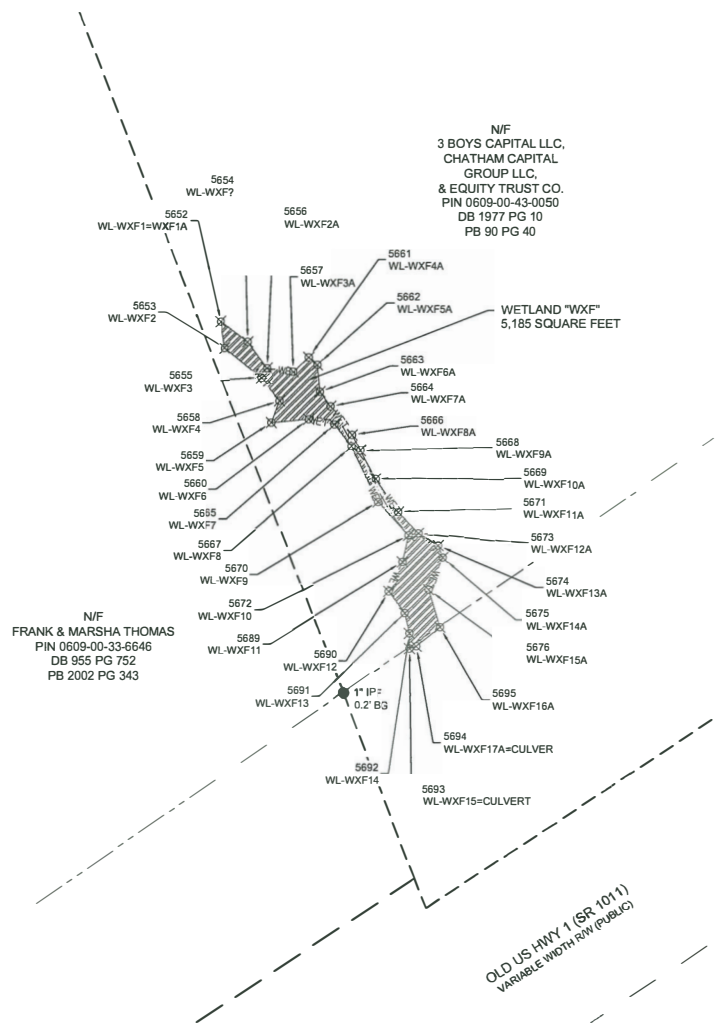 N/F
3 BOYS CAPITAL LLC,
CHATHAM CAPITAL
GROUP LLC,
& EQUITY TRUST CO.
PIN 0609-00-43-0050
DB 1977 PG 10
PB 90 PG 40
5654
WL-WXF?
5652
WL-WXF1=WXF1A
5656
WL-WXF2A
5657
WL-WXF3A
5661
WL-WXF4A
5653
WL-WXF2
5662
WL-WXF5A
WETLAND "WXF"
5,185 SQUARE FEET
5655
WL-WXF3
5663
WL-WXF6A
5664
WL-WXF7A
5658
WL-WXF4
5666
WL-WXF8A
5659
WL-WXF5
5668
WL-WXF9A
5660
WL-WXF6
5669
WL-WXF10A
5665
WL-WXF7
5671
WL-WXF11A
5667
WL-WXF8
5673
WL-WXF12A
5670
WL-WXF9
5674
WL-WXF13A
5672
WL-WXF10
5675
WL-WXF14A
5689
WL-WXF11
5676
WL-WXF15A
N/F
FRANK & MARSHA THOMAS
PIN 0609-00-33-6646
DB 955 PG 752
PB 2002 PG 343
5690
WL-WXF12
5691
WL-WXF13
1" IPF
0.2' BG
5695
WL-WXF16A
5694
WL-WXF17A=CULVER
5692
WL-WXF14
5693
WL-WXF15=CULVERT
OLD US HWY 1 (SR 1011)
VARIABLE WIDTH R/W (PUBLIC)